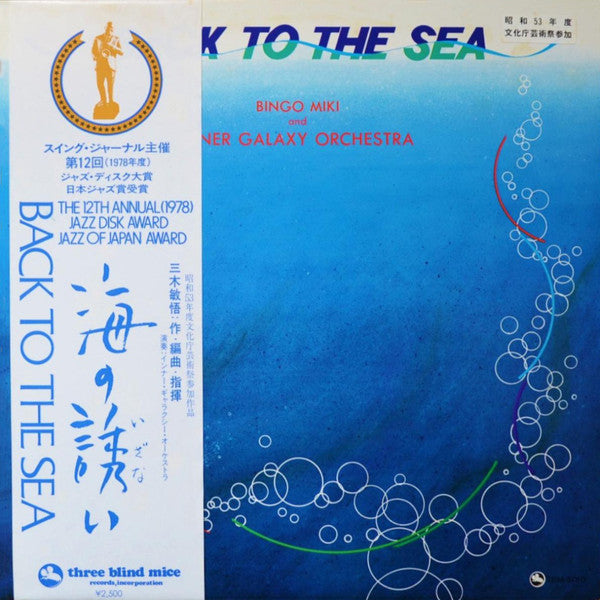 スイング・ジャーナル主催
第12回(1978年度)
ジャズ・ディスク大賞
日本ジャズ賞受賞
THE 12TH ANNUAL(1978)
JAZZ DISK AWARD
JAZZ OF JAPAN AWARD
BACK TO THE SEA
海の誘い
いざな
昭和53年度文化庁芸術祭参加作品
三木敏悟:作・編曲・指揮
演奏:インナー・ギャラクシー・オーケストラ
three blind mice
records, incorporation
¥2,500
K TO THE SEA
昭和53年度
文化庁芸術祭参加
BINGO MIKI
and
NER GALAXY ORCHESTRA